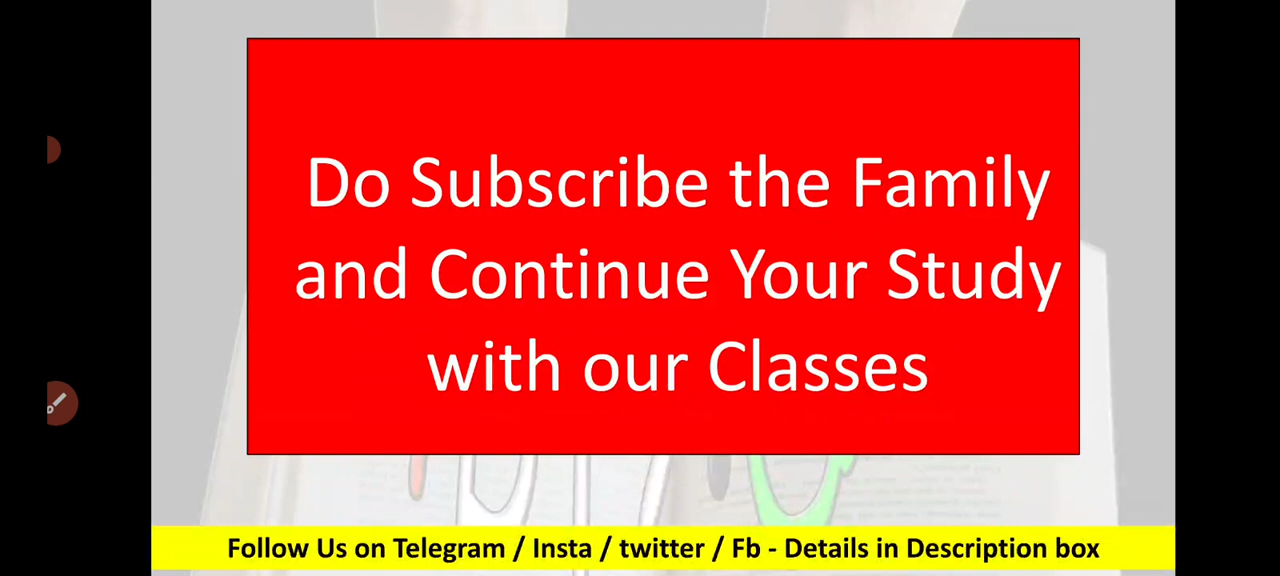 Do Subscribe the Family
and Continue Your Study
with our Classes
Follow Us on Telegram / Insta / twitter / Fb - Details in Description box